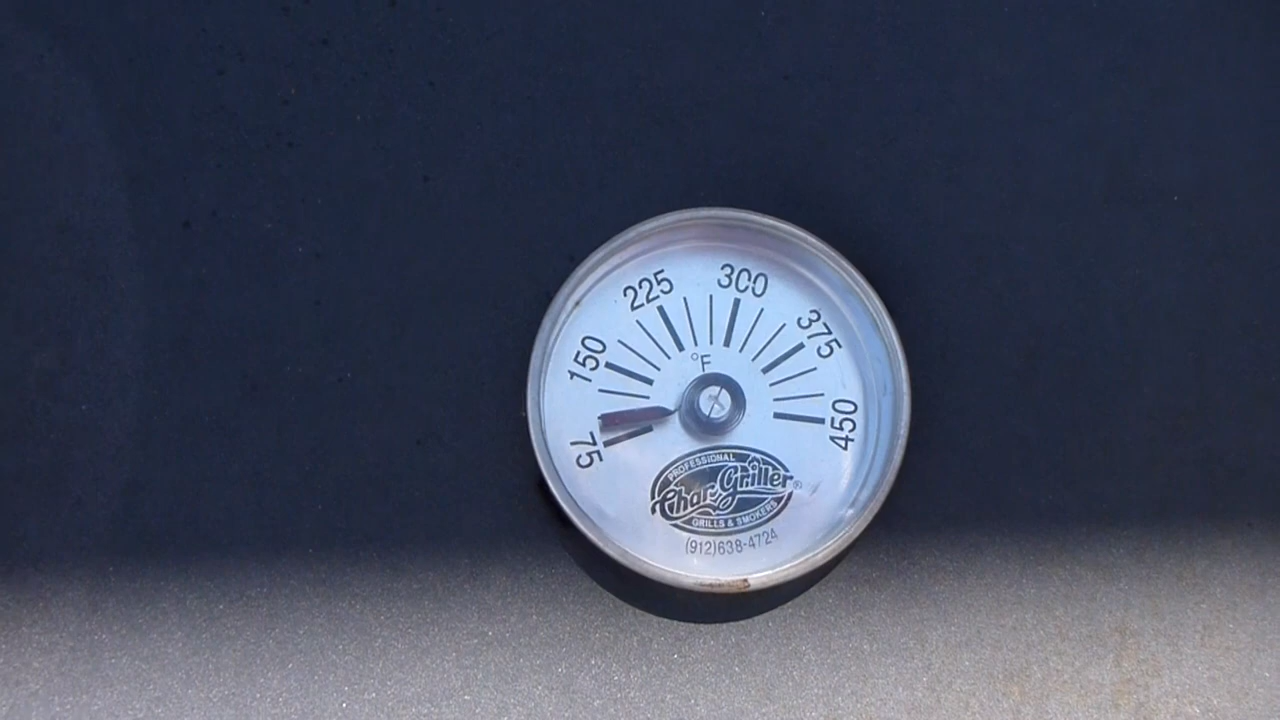 75
150
225
300
375
450
°F
PROFESSIONAL
Char-Griller®
GRILLS & SMOKERS
(912)638-4724